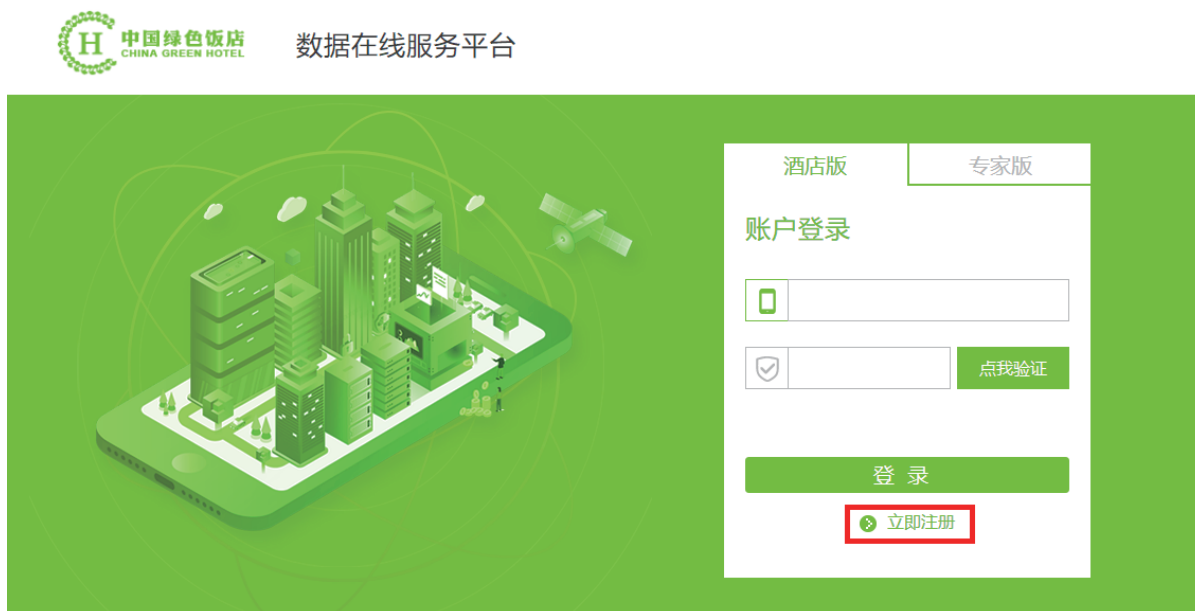 中国绿色饭店
CHINA GREEN HOTEL
数据在线服务平台
酒店版
专家版
账户登录
点我验证
登 录
立即注册